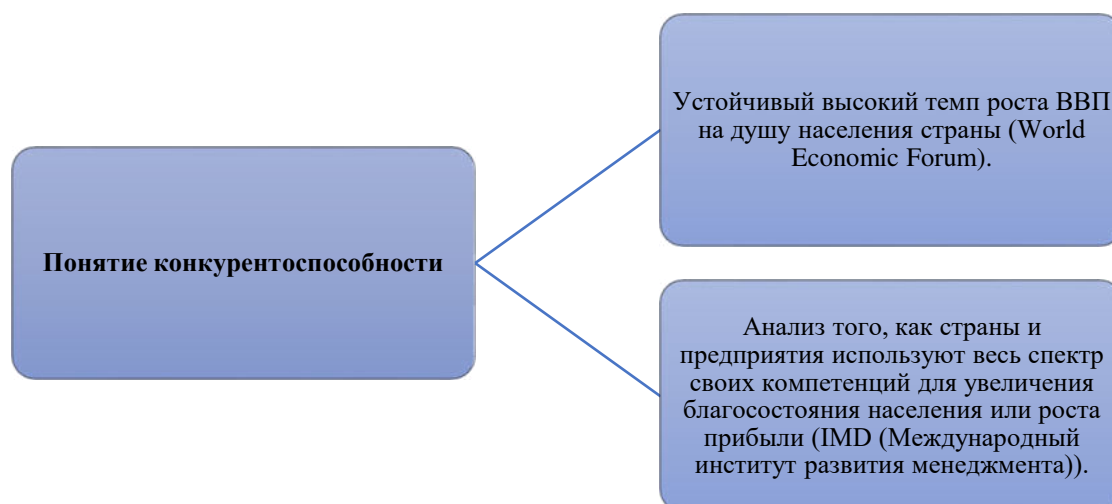 Понятие конкурентоспособности
Устойчивый высокий темп роста ВВП
на душу населения страны (World
Economic Forum).
Анализ того, как страны и
предприятия используют весь спектр
своих компетенций для увеличения
благосостояния населения или роста
прибыли (IMD (Международный
институт развития менеджмента)).